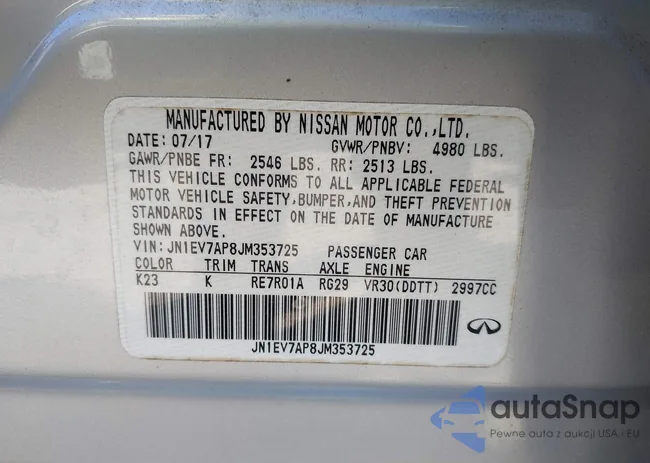 MANUFACTURED BY NISSAN MOTOR CO.,LTD.
DATE: 07/17 GVWR/PNBV: 4980 LBS.
GAWR/PNBE FR: 2546 LBS. RR: 2513 LBS.
THIS VEHICLE CONFORMS TO ALL APPLICABLE FEDERAL
MOTOR VEHICLE SAFETY, BUMPER,AND THEFT PREVENTION
STANDARDS IN EFFECT ON THE DATE OF MANUFACTURE
SHOWN ABOVE.
VIN: JN1EV7AP8JM353725 PASSENGER CAR
COLOR TRIM TRANS AXLE ENGINE
K23 K RE7R01A RG29 VR30(DDTT) 2997CC
JN1EV7AP8JM353725
autaSnap
Pewne auta z aukcji USA i EU